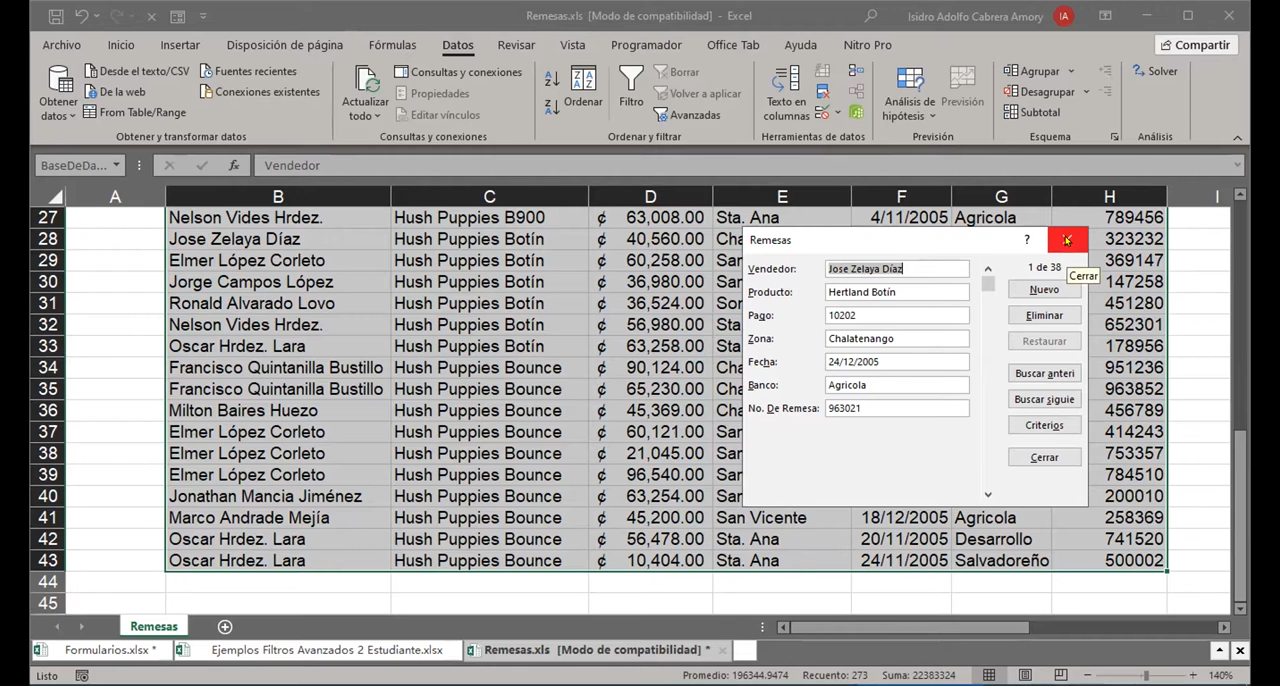 Remesas.xls [Modo de compatibilidad] - Excel
Isidro Adolfo Cabrera Amory
IA
Archivo Inicio Insertar Disposición de página Fórmulas Datos Revisar Vista Programador Office Tab Ayuda Nitro Pro Compartir
Obtener datos
Desde el texto/CSV
De la web
From Table/Range
Fuentes recientes
Conexiones existentes
Obtener y transformar datos
Actualizar todo
Consultas y conexiones
Propiedades
Editar vínculos
Consultas y conexiones
Ordenar
Filtro
Borrar
Volver a aplicar
Avanzadas
Ordenar y filtrar
Texto en columnas
Herramientas de datos
Análisis de hipótesis
Previsión
Previsión
Agrupar
Desagrupar
Subtotal
Esquema
Solver
Análisis
BaseDeDa... fx Vendedor
A B C D E F G H I
27 Nelson Vides Hrdez. Hush Puppies B900 ¢ 63,008.00 Sta. Ana 4/11/2005 Agricola 789456
28 Jose Zelaya Díaz Hush Puppies Botín ¢ 40,560.00 Cha 323232
29 Elmer López Corleto Hush Puppies Botín ¢ 63,260.00 San 369147
30 Jorge Campos López Hush Puppies Botín ¢ 36,980.00 San 147258
31 Ronald Alvarado Lovo Hush Puppies Botín ¢ 36,524.00 Son 451280
32 Nelson Vides Hrdez. Hush Puppies Botín ¢ 56,980.00 Sta. 652301
33 Oscar Hrdez. Lara Hush Puppies Botín ¢ 63,258.00 Sta. 178956
34 Francisco Quintanilla Bustillo Hush Puppies Bounce ¢ 90,124.00 Cha 951236
35 Francisco Quintanilla Bustillo Hush Puppies Bounce ¢ 65,230.00 Cha 963852
36 Milton Baires Huezo Hush Puppies Bounce ¢ 45,369.00 Cha 456789
37 Elmer López Corleto Hush Puppies Bounce ¢ 60,121.00 San 414243
38 Elmer López Corleto Hush Puppies Bounce ¢ 21,045.00 San 753357
39 Elmer López Corleto Hush Puppies Bounce ¢ 96,540.00 San 784510
40 Jonathan Mancia Jiménez Hush Puppies Bounce ¢ 63,254.00 San 200010
41 Marco Andrade Mejía Hush Puppies Bounce ¢ 45,200.00 San Vicente 18/12/2005 Agricola 258369
42 Oscar Hrdez. Lara Hush Puppies Bounce ¢ 56,478.00 Sta. Ana 20/11/2005 Desarrollo 741520
43 Oscar Hrdez. Lara Hush Puppies Bounce ¢ 10,404.00 Sta. Ana 24/11/2005 Salvadoreño 500002
44
45
Remesas ?
Cerrar
Vendedor: Jose Zelaya Díaz 1 de 38
Producto: Hertland Botín Nuevo
Pago: 10202 Eliminar
Zona: Chalatenango Restaurar
Fecha: 24/12/2005 Buscar anteri
Banco: Agricola Buscar siguie
No. De Remesa: 963021 Criterios
Cerrar
Remesas
Formularios.xlsx * Ejemplos Filtros Avanzados 2 Estudiante.xlsx Remesas.xls [Modo de compatibilidad] *
Listo Promedio: 196344.9474 Recuento: 273 Suma: 22383324 140%